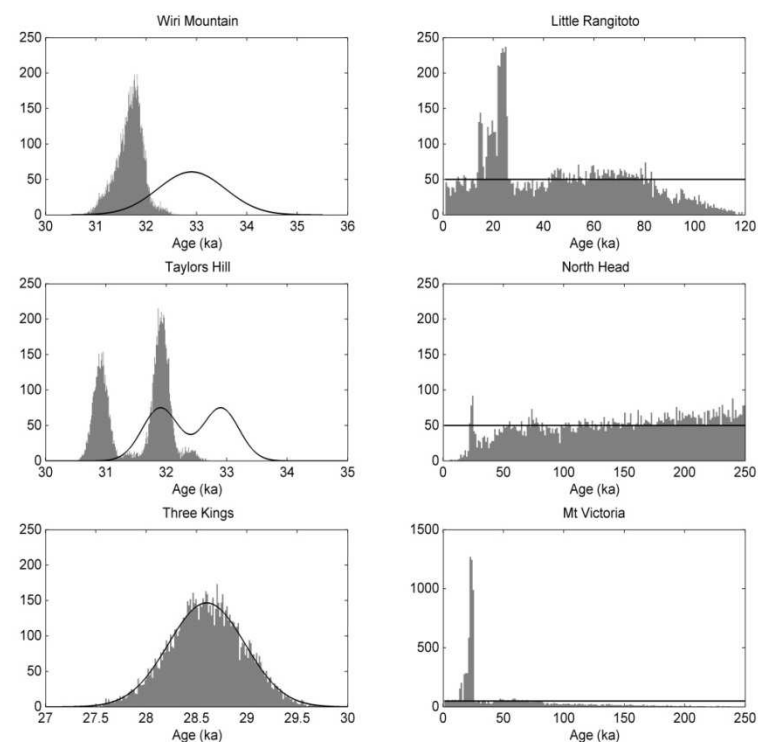 Wiri Mountain
250
200
150
100
50
0
30 31 32 33 34 35 36
Age (ka)
Little Rangitoto
250
200
150
100
50
0
0 20 40 60 80 100 120
Age (ka)
Taylors Hill
250
200
150
100
50
0
30 31 32 33 34 35
Age (ka)
North Head
250
200
150
100
50
0
0 50 100 150 200 250
Age (ka)
Three Kings
250
200
150
100
50
0
27 27.5 28 28.5 29 29.5 30
Age (ka)
Mt Victoria
1500
1000
500
0
0 50 100 150 200 250
Age (ka)